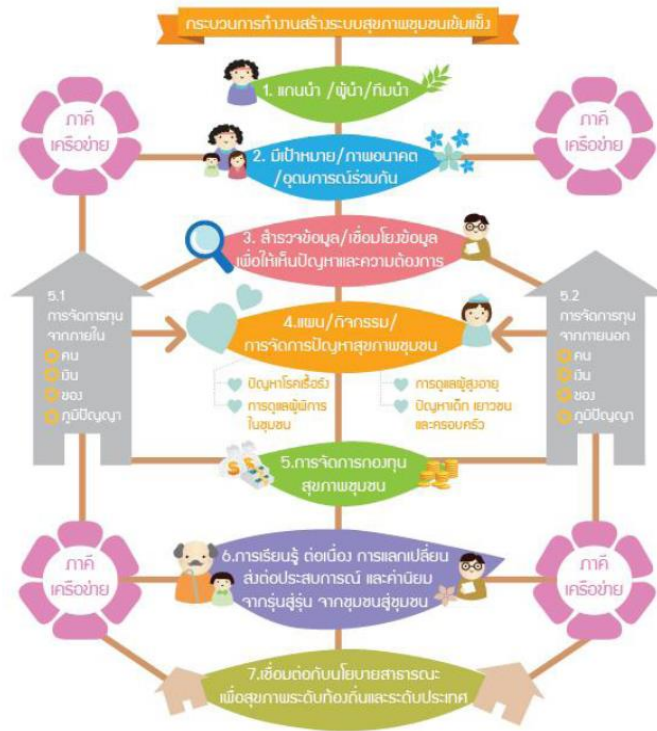 กระบวนการทำงานสร้างระบบสุขภาพชุมชนเข้มแข็ง
1. แกนนำ /ผู้นำ/ทีมนำ
ภาคี
เครือข่าย
2. มีเป้าหมาย/ภาพอนาคต
/อุดมการณ์ร่วมกัน
ภาคี
เครือข่าย
3. สำรวจข้อมูล/เชื่อมโยงข้อมูล
เพื่อให้เห็นปัญหาและความต้องการ
5.1
การจัดการทุน
จากภายใน
คน
เงิน
ของ
ภูมิปัญญา
4.แผน/กิจกรรม/
การจัดการปัญหาสุขภาพชุมชน
ปัญหาโรคเรื้อรัง
การดูแลผู้พิการ
ในชุมชน
การดูแลผู้สูงอายุ
ปัญหาเด็ก เยาวชน
และครอบครัว
5.2
การจัดการทุน
จากภายนอก
คน
เงิน
ของ
ภูมิปัญญา
5.การจัดการกองทุน
สุขภาพชุมชน
ภาคี
เครือข่าย
6.การเรียนรู้ ต่อเนื่อง การแลกเปลี่ยน
ส่งต่อประสบการณ์ และค่านิยม
จากรุ่นสู่รุ่น จากชุมชนสู่ชุมชน
ภาคี
เครือข่าย
7.เชื่อมต่อกับนโยบายสาธารณะ
เพื่อสุขภาพระดับท้องถิ่นและระดับประเทศ